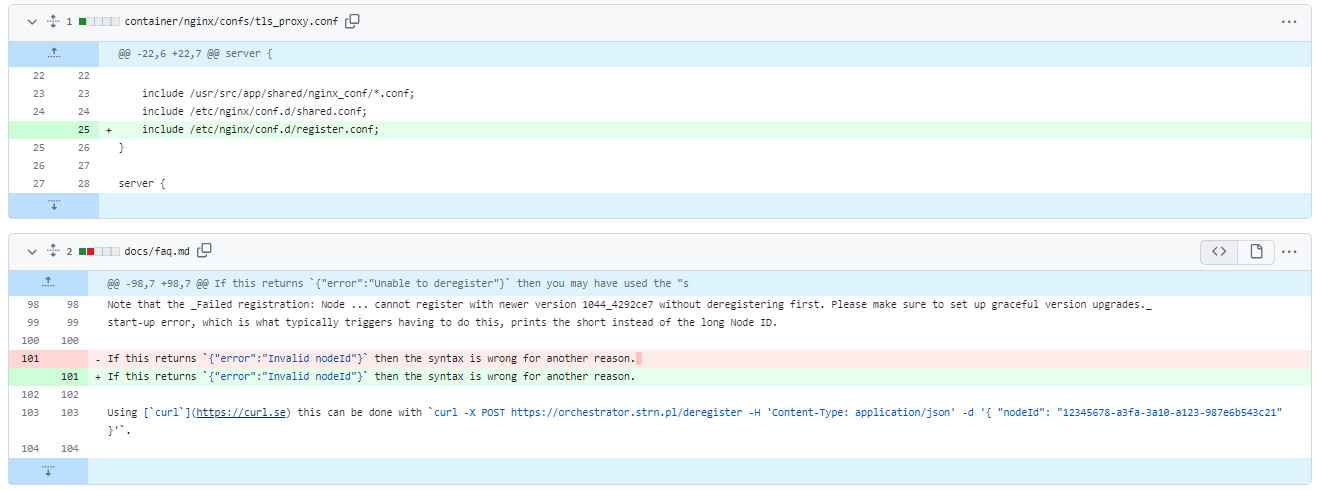 1 container/nginx/confs/tls_proxy.conf
@@ -22,6 +22,7 @@ server {
22 22
23 23 include /usr/src/app/shared/nginx_conf/*.conf;
24 24 include /etc/nginx/conf.d/shared.conf;
25 + include /etc/nginx/conf.d/register.conf;
25 26 }
26 27
27 28 server {
2 docs/faq.md
@@ -98,7 +98,7 @@ If this returns `{"error":"Unable to deregister"}` then you may have used the "s
98 98 Note that the _Failed registration: Node ... cannot register with newer version 1044_4292ce7 without deregistering first. Please make sure to set up graceful version upgrades._
99 99 start-up error, which is what typically triggers having to do this, prints the short instead of the long Node ID.
100 100
101 - If this returns `{"error":"Invalid nodeId"}` then the syntax is wrong for another reason.
101 + If this returns `{"error":"Invalid nodeId"}` then the syntax is wrong for another reason.
102 102
103 103 Using [`curl`](https://curl.se) this can be done with `curl -X POST https://orchestrator.strn.pl/deregister -H 'Content-Type: application/json' -d '{ "nodeId": "12345678-a3fa-3a10-a123-987e6b543c21"
}'`.
104 104